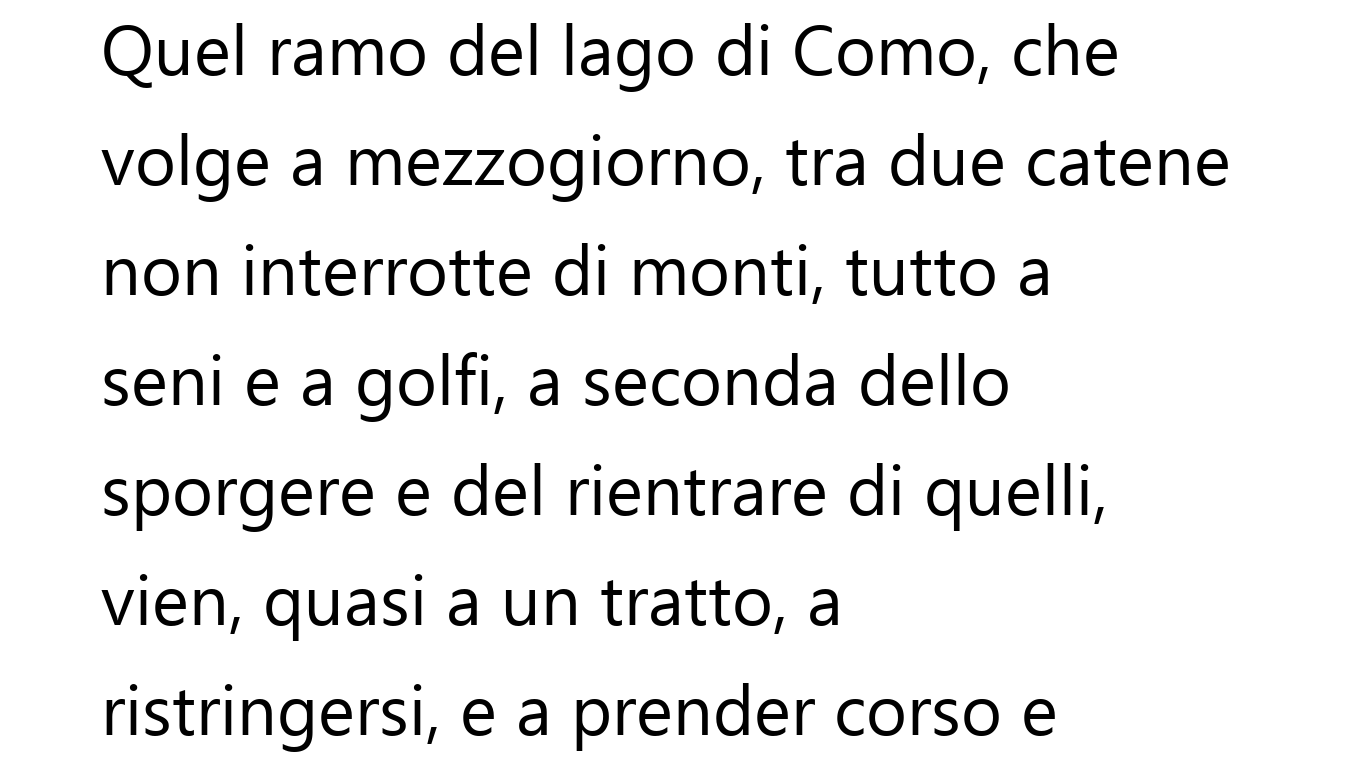 Quel ramo del lago di Como, che
volge a mezzogiorno, tra due catene
non interrotte di monti, tutto a
seni e a golfi, a seconda dello
sporgere e del rientrare di quelli,
vien, quasi a un tratto, a
ristringersi, e a prender corso e